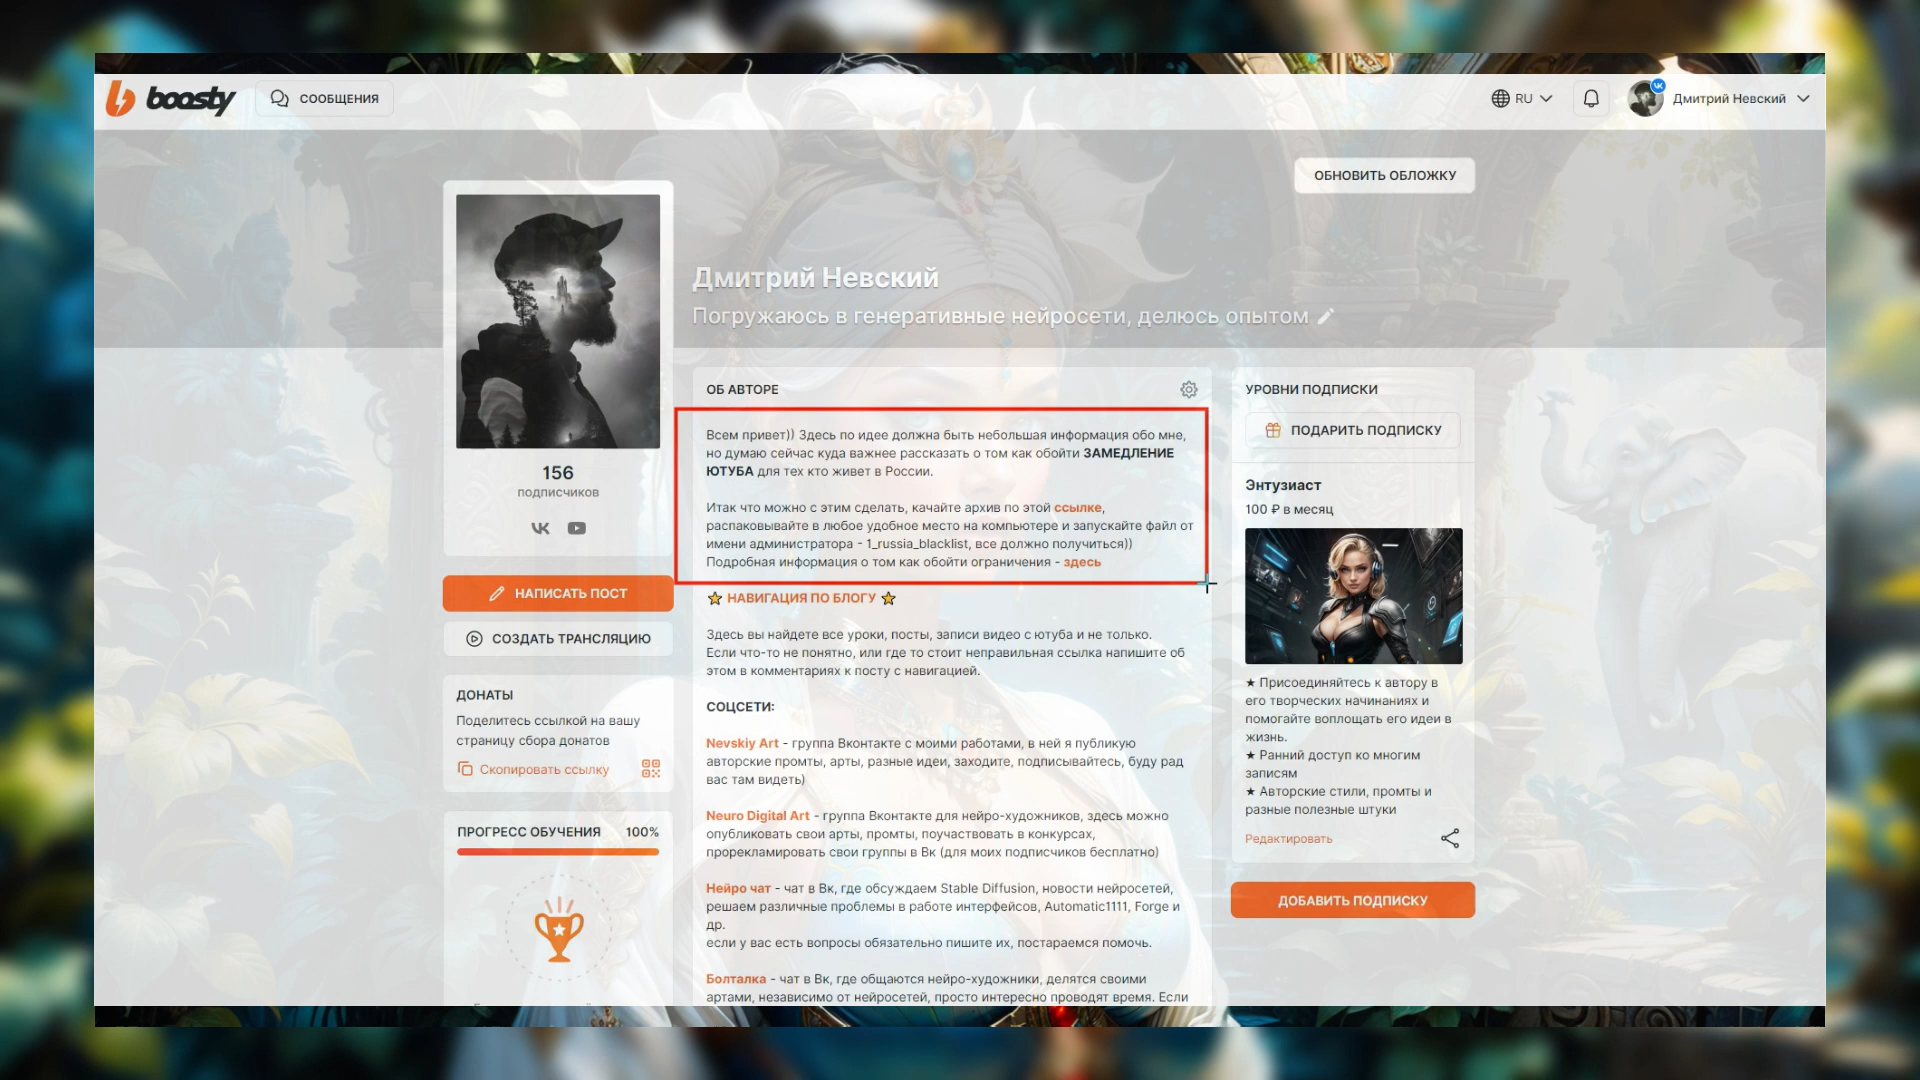 boosty
СООБЩЕНИЯ
RU
Дмитрий Невский
ОБНОВИТЬ ОБЛОЖКУ
Дмитрий Невский
Погружаюсь в генеративные нейросети, делюсь опытом
156
подписчиков
НАПИСАТЬ ПОСТ
СОЗДАТЬ ТРАНСЛЯЦИЮ
ДОНАТЫ
Поделитесь ссылкой на вашу
страницу сбора донатов
Скопировать ссылку
ПРОГРЕСС ОБУЧЕНИЯ 100%
ОБ АВТОРЕ
Всем привет)) Здесь по идее должна быть небольшая информация обо мне,
но думаю сейчас куда важнее рассказать о том как обойти ЗАМЕДЛЕНИЕ
ЮТУБА для тех кто живет в России.
Итак что можно с этим сделать, качайте архив по этой ссылке,
распаковывайте в любое удобное место на компьютере и запускайте файл от
имени администратора - 1_russia_blacklist, все должно получиться))
Подробная информация о том как обойти ограничения - здесь
НАВИГАЦИЯ ПО БЛОГУ
Здесь вы найдете все уроки, посты, записи видео с ютуба и не только.
Если что-то не понятно, или где то стоит неправильная ссылка напишите об
этом в комментариях к посту с навигацией.
СОЦСЕТИ:
Nevskiy Art - группа Вконтакте с моими работами, в ней я публикую
авторские промты, арты, разные идеи, заходите, подписывайтесь, буду рад
вас там видеть)
Neuro Digital Art - группа Вконтакте для нейро-художников, здесь можно
опубликовать свои арты, промты, поучаствовать в конкурсах,
прорекламировать свои группы в Вк (для моих подписчиков бесплатно)
Нейро чат - чат в Вк, где обсуждаем Stable Diffusion, новости нейросетей,
решаем различные проблемы в работе интерфейсов, Automatic1111, Forge и
др.
если у вас есть вопросы обязательно пишите их, постараемся помочь.
Болталка - чат в Вк, где общаются нейро-художники, делятся своими
артами, независимо от нейросетей, просто интересно проводят время. Если
УРОВНИ ПОДПИСКИ
ПОДАРИТЬ ПОДПИСКУ
Энтузиаст
100 ₽ в месяц
★ Присоединяйтесь к автору в
его творческих начинаниях и
помогайте воплощать его идеи в
жизнь.
★ Ранний доступ ко многим
записям
★ Авторские стили, промты и
разные полезные штуки
Редактировать
ДОБАВИТЬ ПОДПИСКУ